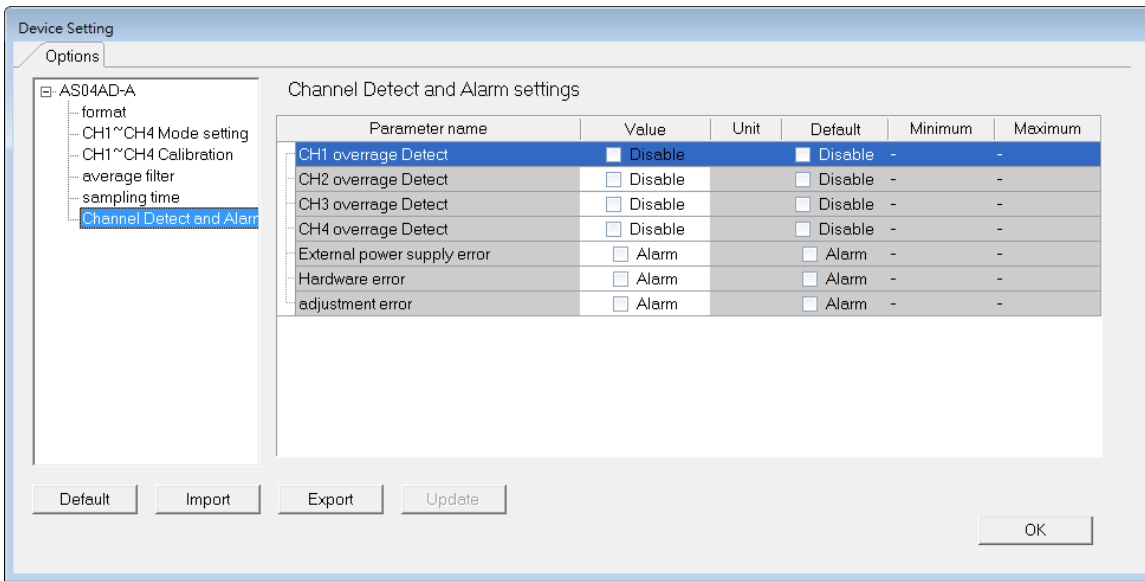 Device Setting
Options
AS04AD-A
format
CH1~CH4 Mode setting
CH1~CH4 Calibration
average filter
sampling time
Channel Detect and Alarr
Channel Detect and Alarm settings
Parameter name Value Unit Default Minimum Maximum
CH1 overrage Detect Disable Disable - -
CH2 overrage Detect Disable Disable - -
CH3 overrage Detect Disable Disable - -
CH4 overrage Detect Disable Disable - -
External power supply error Alarm Alarm - -
Hardware error Alarm Alarm - -
adjustment error Alarm Alarm - -
Default Import Export Update
OK